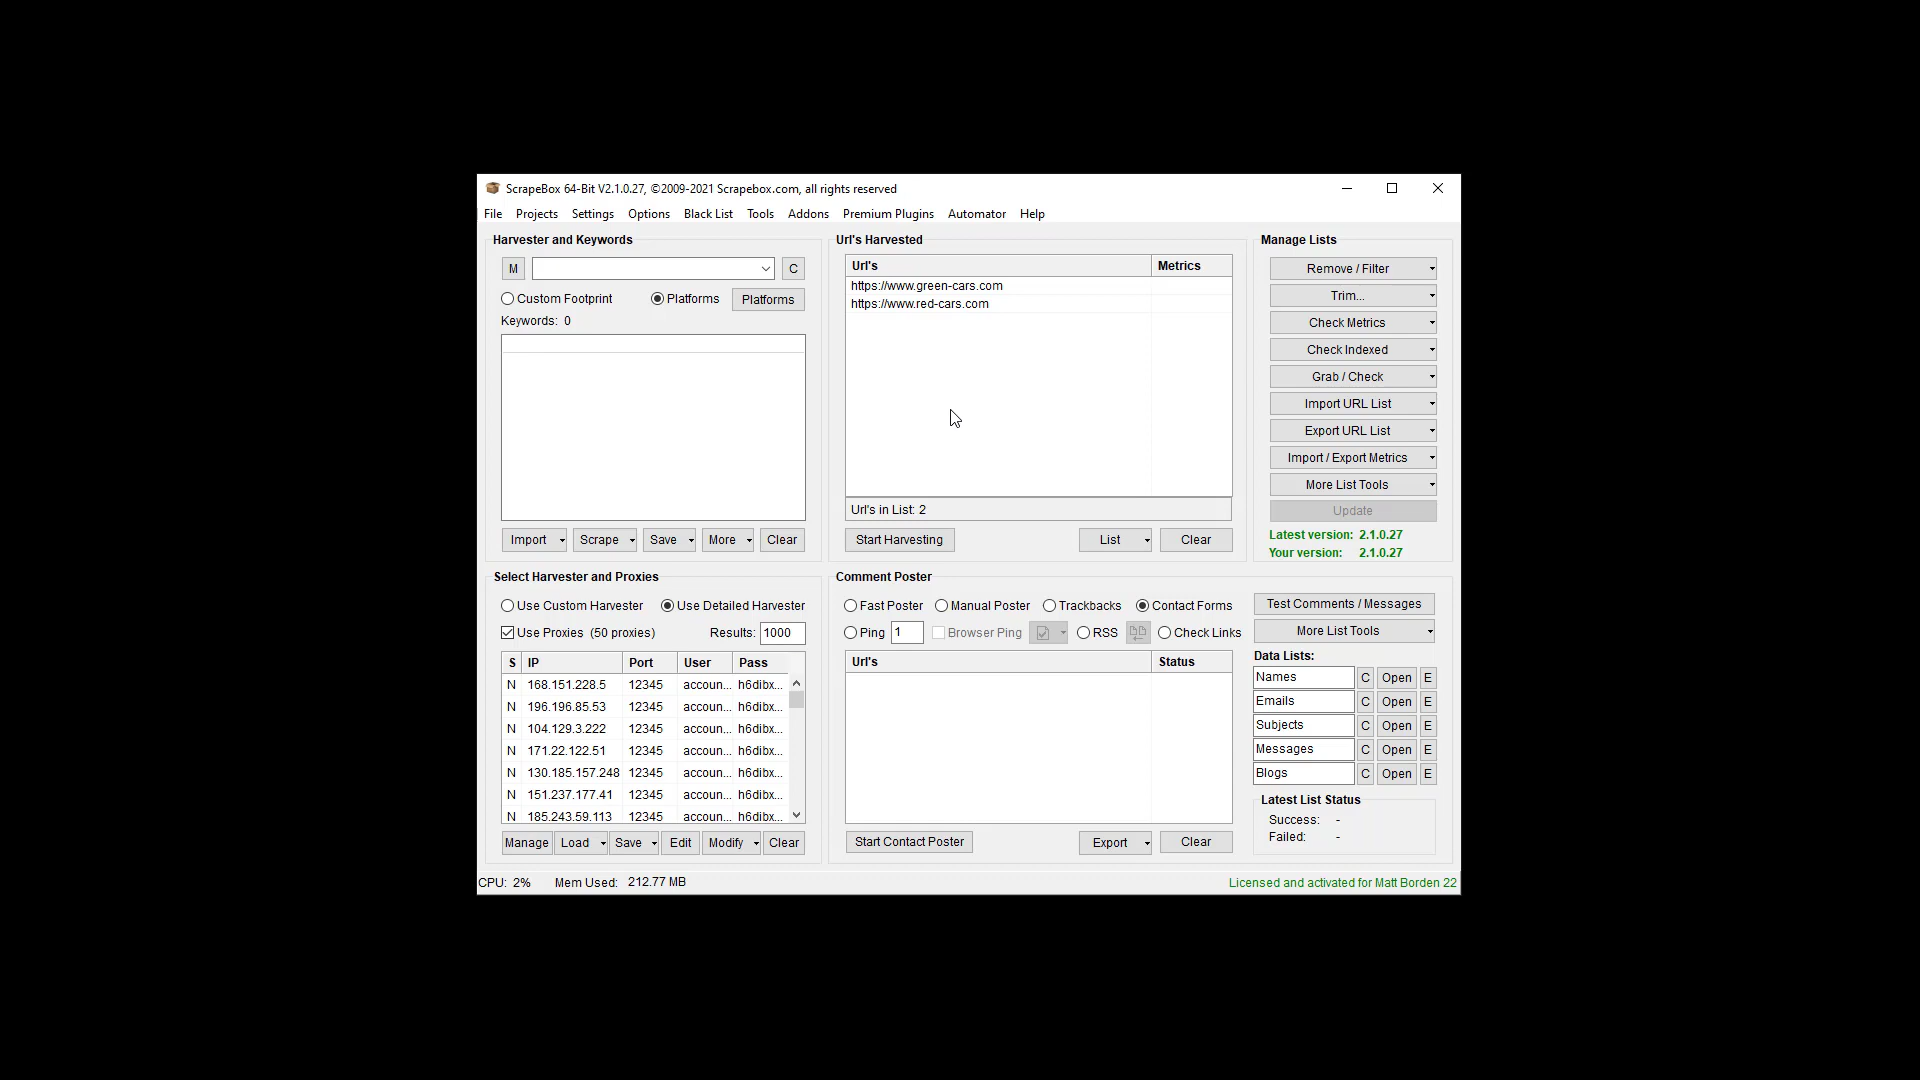 ScrapeBox 64-Bit V2.1.0.27, ©2009-2021 Scrapebox.com, all rights reserved
File Projects Settings Options Black List Tools Addons Premium Plugins Automator Help
Harvester and Keywords
M C
Custom Footprint Platforms Platforms
Keywords: 0
Import Scrape Save More Clear
Url's Harvested
Url's Metrics
https://www.green-cars.com
https://www.red-cars.com
Url's in List: 2
Start Harvesting List Clear
Manage Lists
Remove / Filter
Trim...
Check Metrics
Check Indexed
Grab / Check
Import URL List
Export URL List
Import / Export Metrics
More List Tools
Update
Latest version: 2.1.0.27
Your version: 2.1.0.27
Select Harvester and Proxies
Use Custom Harvester Use Detailed Harvester
Use Proxies (50 proxies) Results: 1000
S IP Port User Pass
N 168.151.228.5 12345 accoun... h6dibx...
N 196.196.85.53 12345 accoun... h6dibx...
N 104.129.3.222 12345 accoun... h6dibx...
N 171.22.122.51 12345 accoun... h6dibx...
N 130.185.157.248 12345 accoun... h6dibx...
N 151.237.177.41 12345 accoun... h6dibx...
N 185.243.59.113 12345 accoun... h6dibx...
Manage Load Save Edit Modify Clear
Comment Poster
Fast Poster Manual Poster Trackbacks Contact Forms
Ping 1 Browser Ping RSS Check Links
Url's Status
Start Contact Poster Export Clear
Test Comments / Messages
More List Tools
Data Lists:
Names C Open E
Emails C Open E
Subjects C Open E
Messages C Open E
Blogs C Open E
Latest List Status
Success: -
Failed: -
CPU: 2% Mem Used: 212.77 MB
Licensed and activated for Matt Borden 22